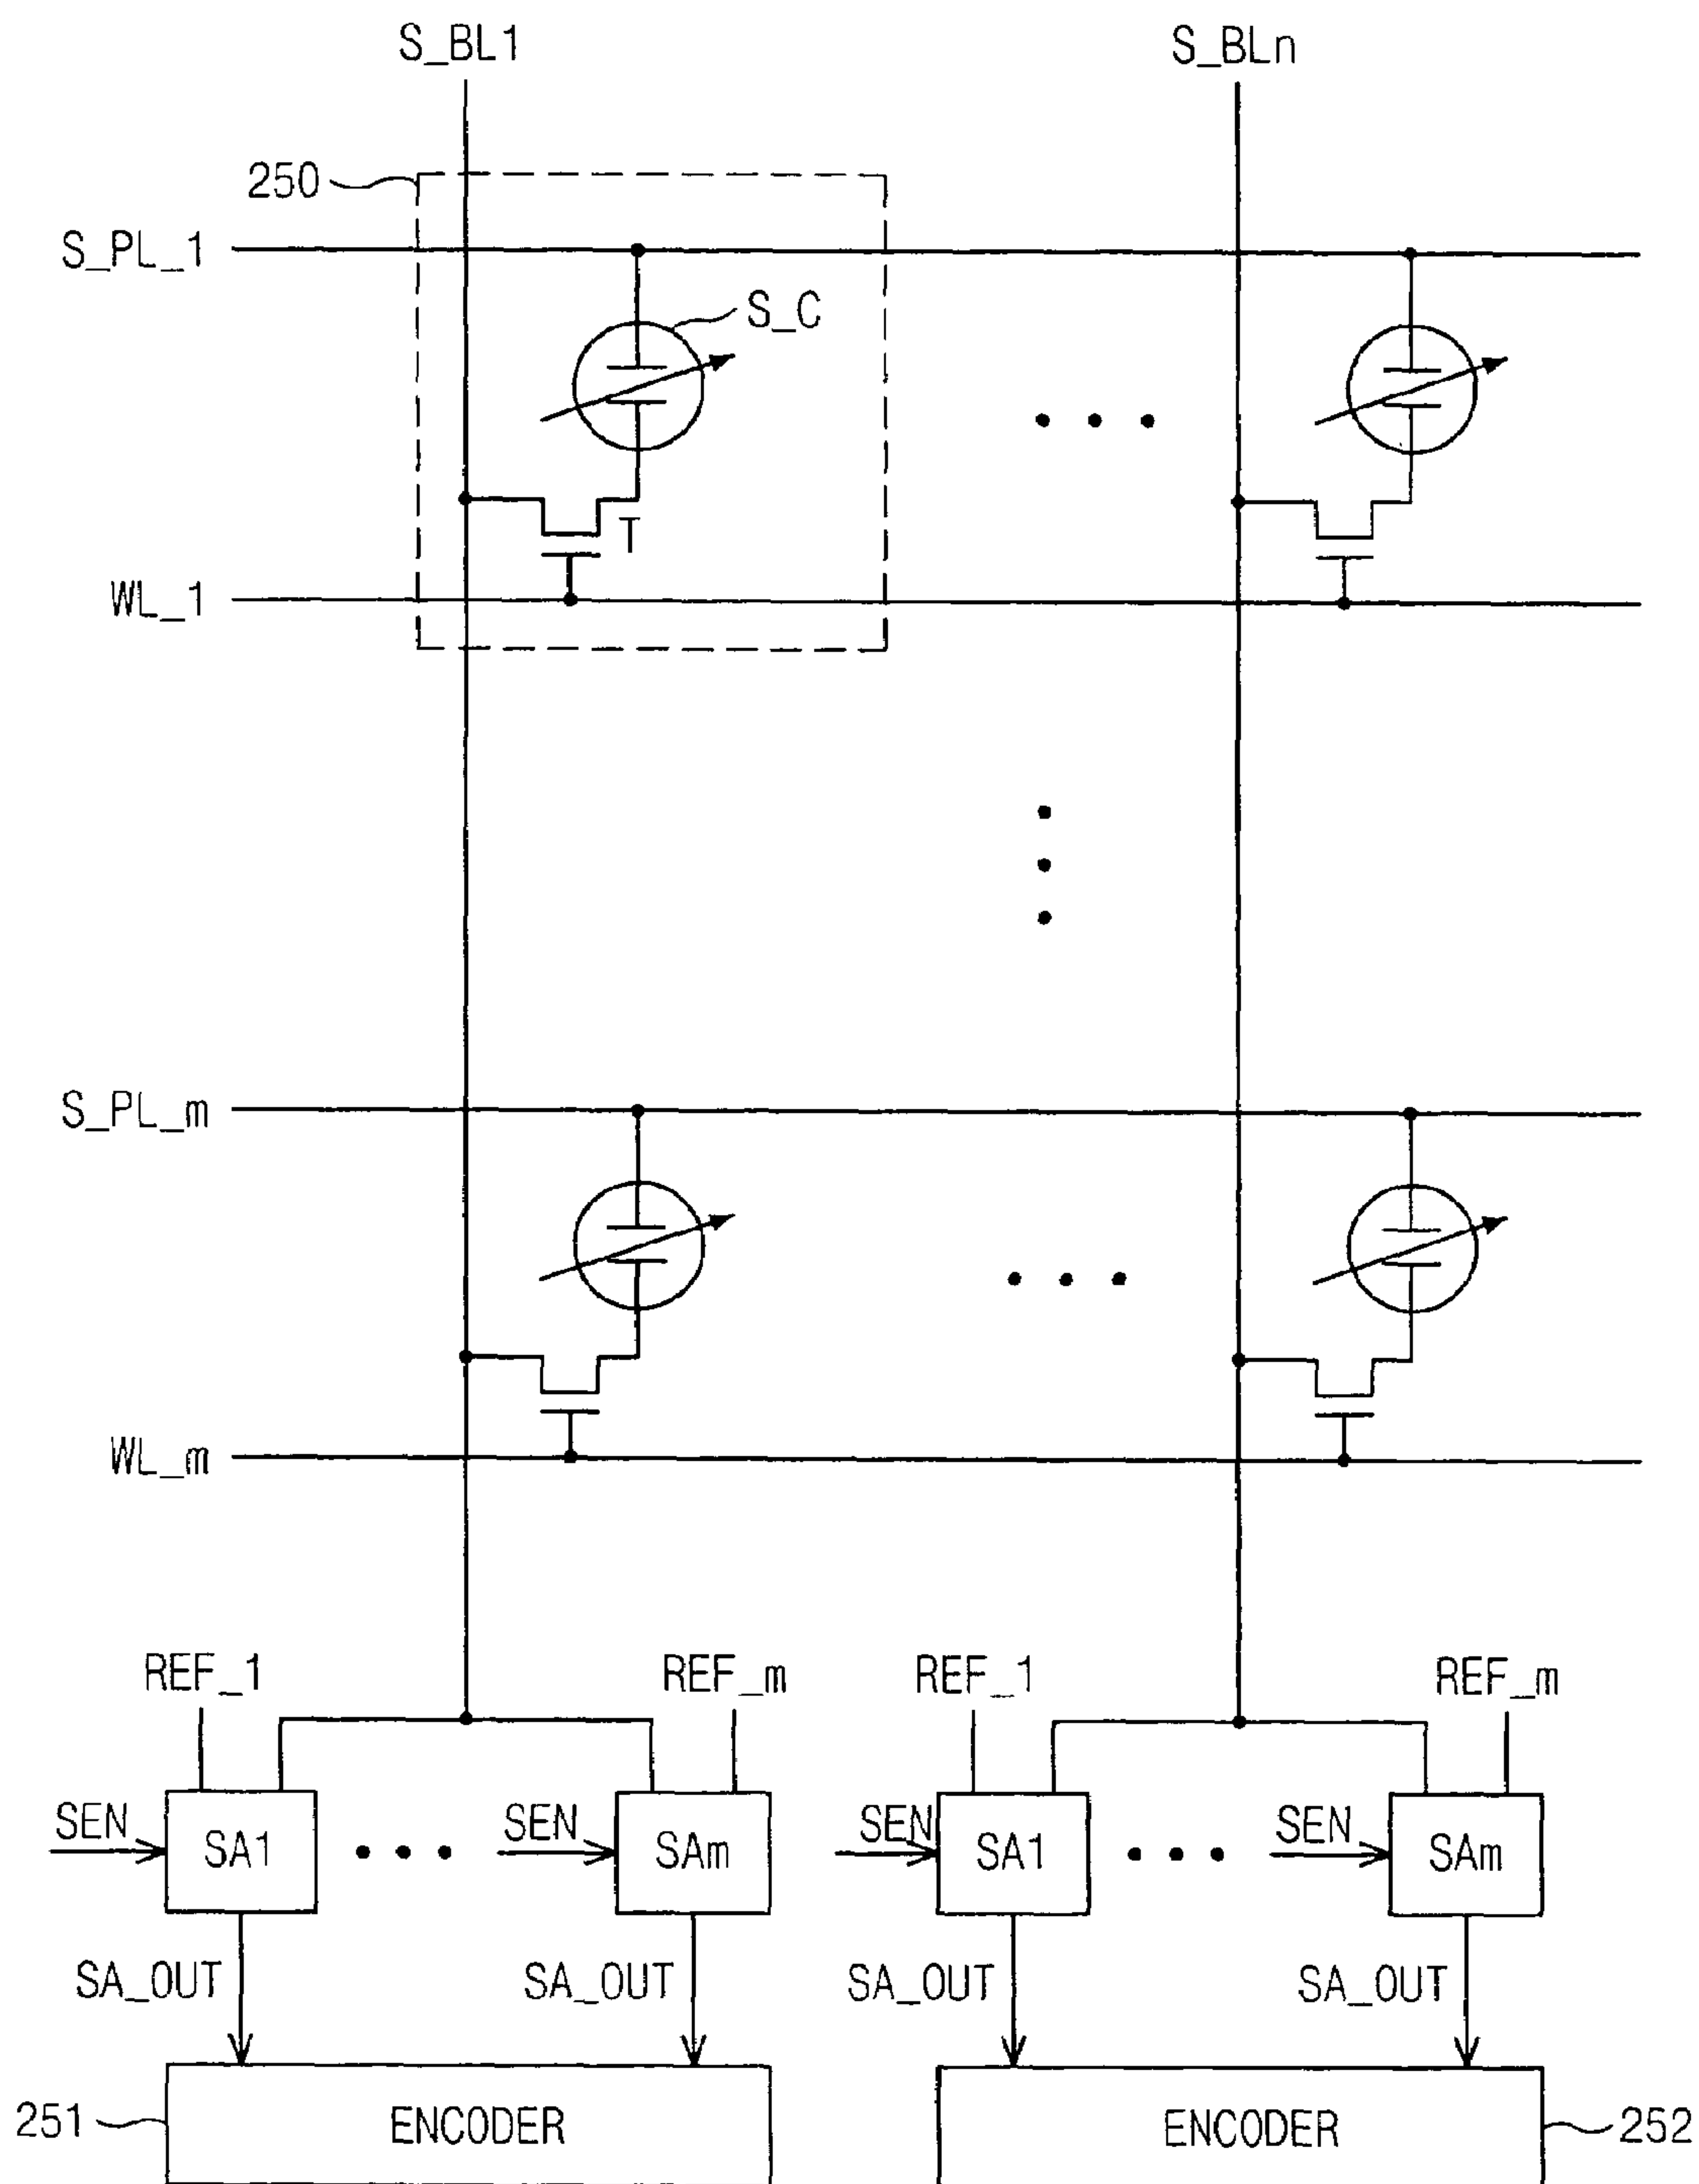 S_BL1 S_BLn
250
S_PL_1
S_C
T
WL_1
S_PL_m
WL_m
REF_1 REF_m REF_1 REF_m
SEN SA1 SEN SAm SEN SA1 SEN SAm
SA_OUT SA_OUT SA_OUT SA_OUT
251 ENCODER ENCODER 252